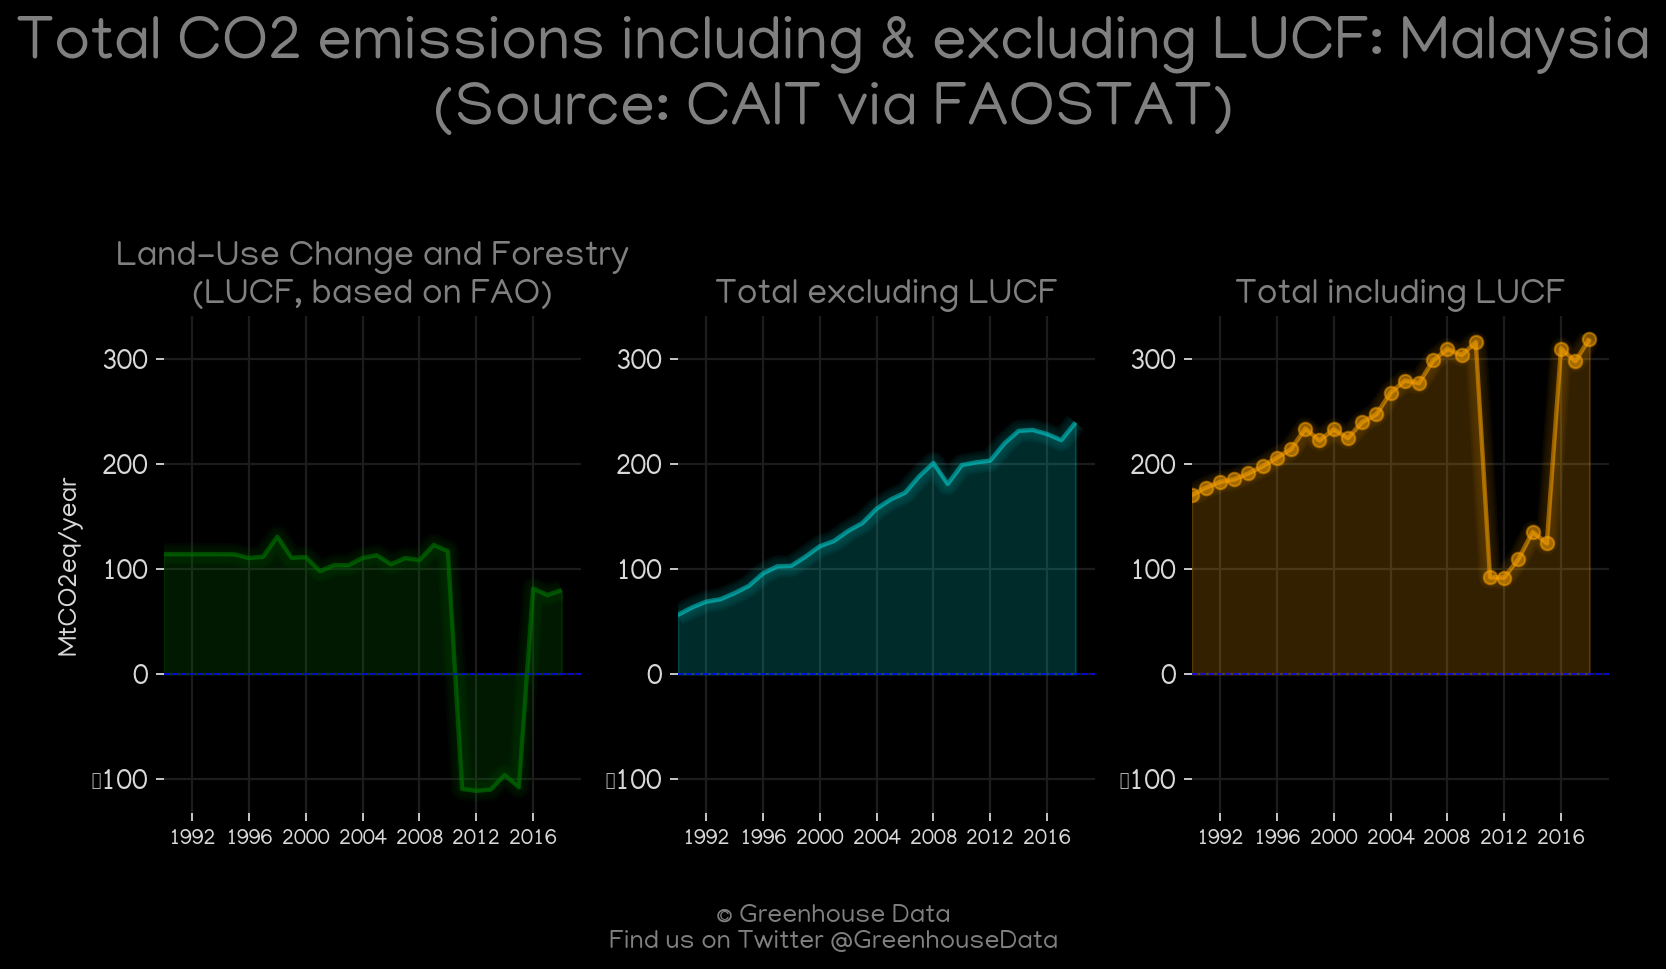 Total CO2 emissions including & excluding LUCF: Malaysia
(Source: CAIT via FAOSTAT)
Land-Use Change and Forestry
(LUCF, based on FAO)
Total excluding LUCF
Total including LUCF
MtCO2eq/year
300
200
100
0
▯100
1992 1996 2000 2004 2008 2012 2016
300
200
100
0
▯100
1992 1996 2000 2004 2008 2012 2016
300
200
100
0
▯100
1992 1996 2000 2004 2008 2012 2016
© Greenhouse Data
Find us on Twitter @GreenhouseData